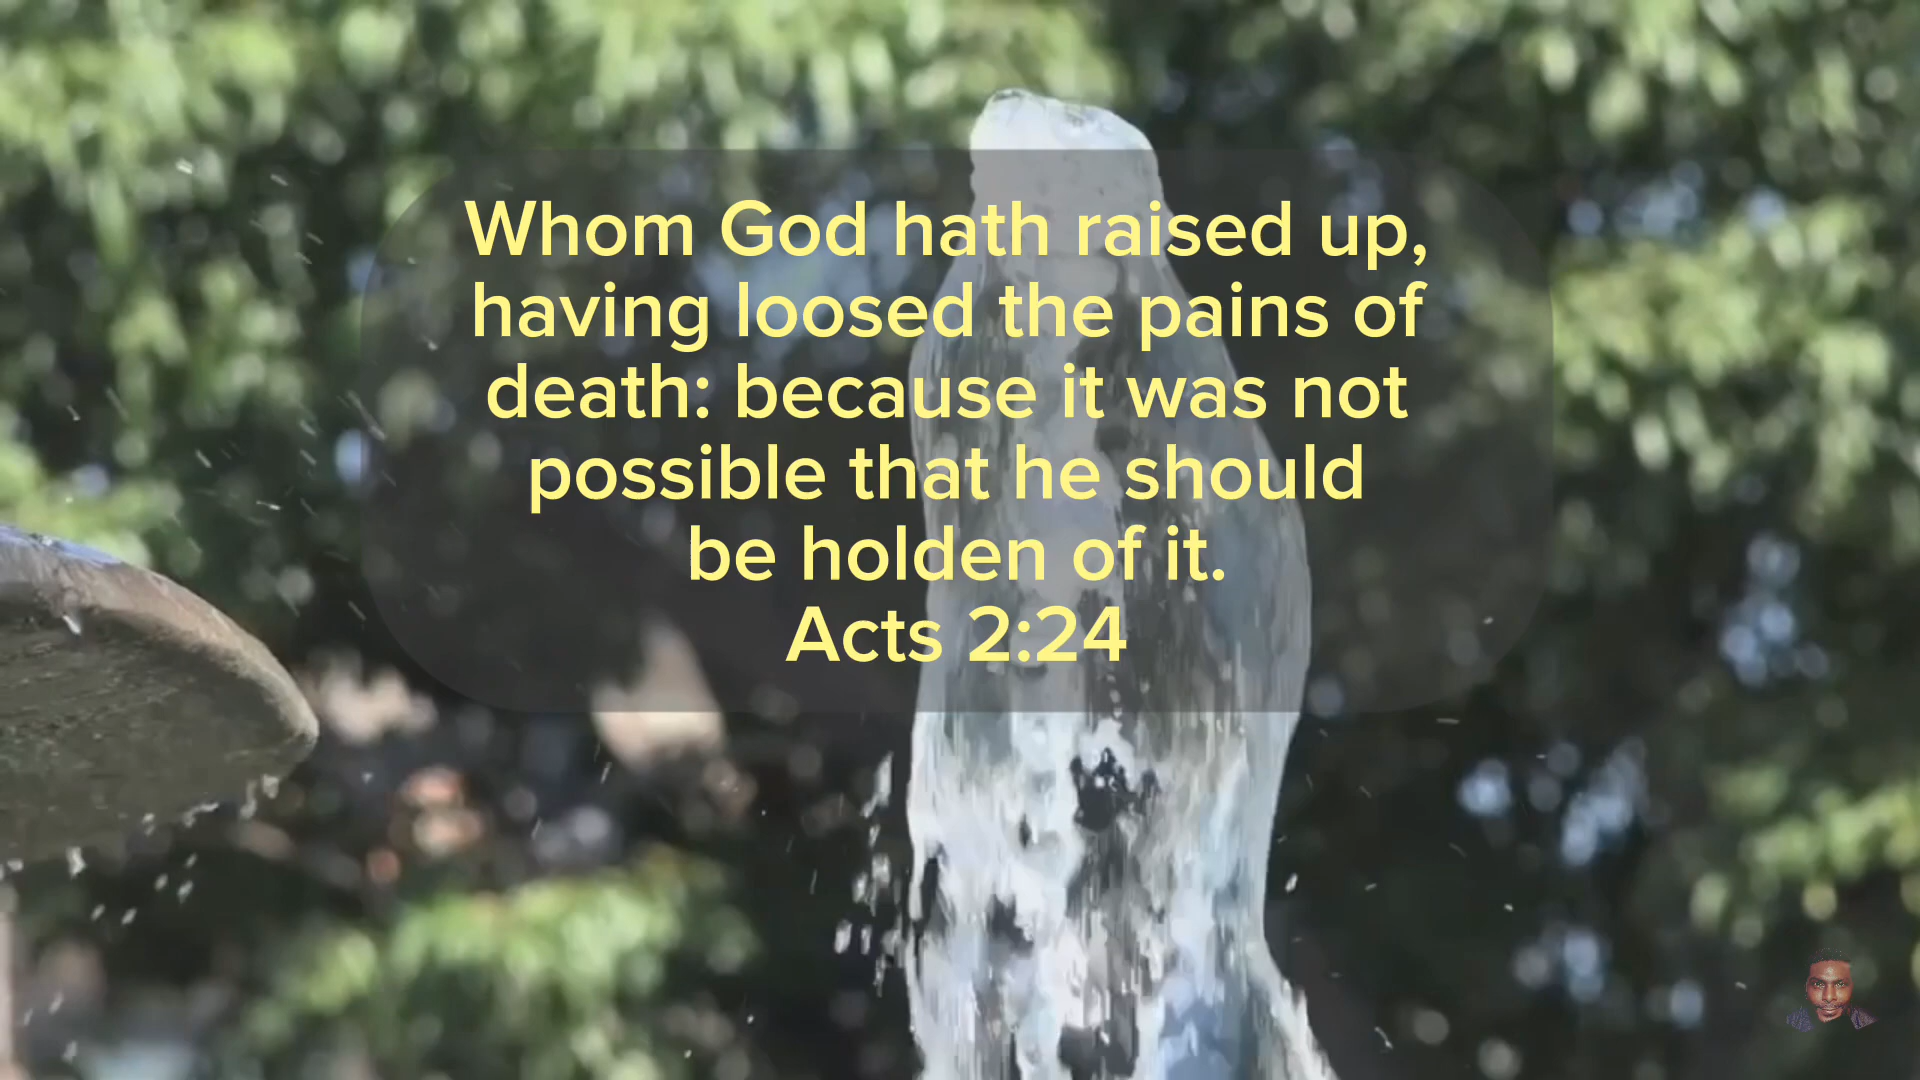 Whom God hath raised up,
having loosed the pains of
death: because it was not
possible that he should
be holden of it.
Acts 2:24